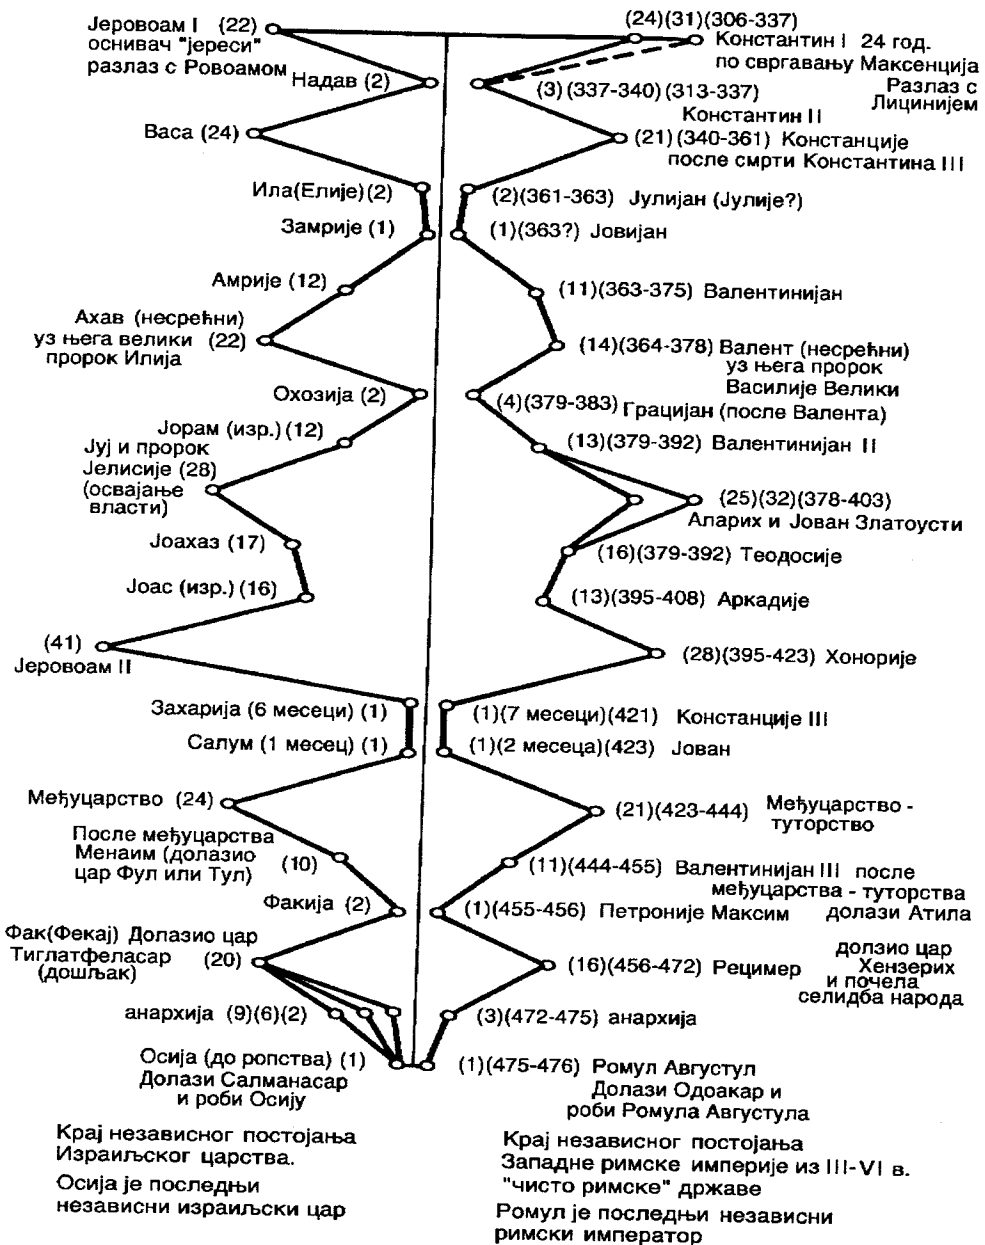 Јеровоам I (22)
оснивач "јереси"
разлаз с Ровоамом
Надав (2)
Васа (24)
Ила(Елије)(2)
Замрије (1)
Амрије (12)
Ахав (несрећни)
уз њега велики (22)
пророк Илија
Охозија (2)
Јорам (изр.) (12)
Јуј и пророк
Јелисије (28)
(освајање
власти)
Јоахаз (17)
Јоас (изр.) (16)
(41)
Јеровоам II
Захарија (6 месеци) (1)
Салум (1 месец) (1)
Међуцарство (24)
После међуцарства
Менаим (долазио (10)
цар Фул или Тул)
Факија (2)
Фак(Фекај) Долазио цар
Тиглатфеласар (20)
(дошљак)
анархија (9)(6)(2)
Осија (до ропства) (1)
Долази Салманасар
и роби Осију
Крај независног постојања
Израиљског царства.
Осија је последњи
независни израиљски цар
(24)(31)(306-337)
Константин I 24 год.
по свргавању Максенција
Разлаз с
Лицинијем
(3)(337-340)(313-337)
Константин II
(21)(340-361) Констанције
после смрти Константина III
(2)(361-363) Јулијан (Јулије?)
(1)(363?) Јовијан
(11)(363-375) Валентинијан
(14)(364-378) Валент (несрећни)
уз њега пророк
Василије Велики
(4)(379-383) Грацијан (после Валента)
(13)(379-392) Валентинијан II
(25)(32)(378-403)
Аларих и Јован Златоусти
(16)(379-392) Теодосије
(13)(395-408) Аркадије
(28)(395-423) Хонорије
(1)(7 месеци)(421) Констанције III
(1)(2 месеца)(423) Јован
(21)(423-444) Међуцарство -
туторство
(11)(444-455) Валентинијан III после
међуцарства - туторства
(1)(455-456) Петроније Максим долази Атила
(16)(456-472) Рецимер
долзио цар
Хензерих
и почела
селидба народа
(3)(472-475) анархија
(1)(475-476) Ромул Августул
Долази Одоакар и
роби Ромула Августула
Крај независног постојања
Западне римске империје из III-VI в.
"чисто римске" државе
Ромул је последњи независни
римски император